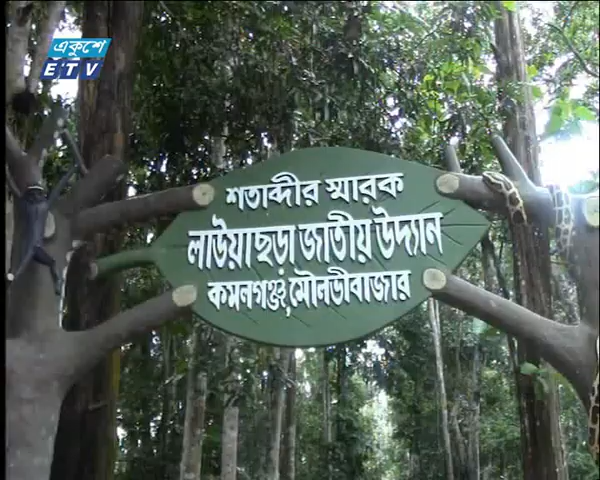 একুশে
ETV
শতাব্দীর স্মারক
লাউয়াছড়া জাতীয় উদ্যান
কমলগঞ্জ, মৌলভীবাজার